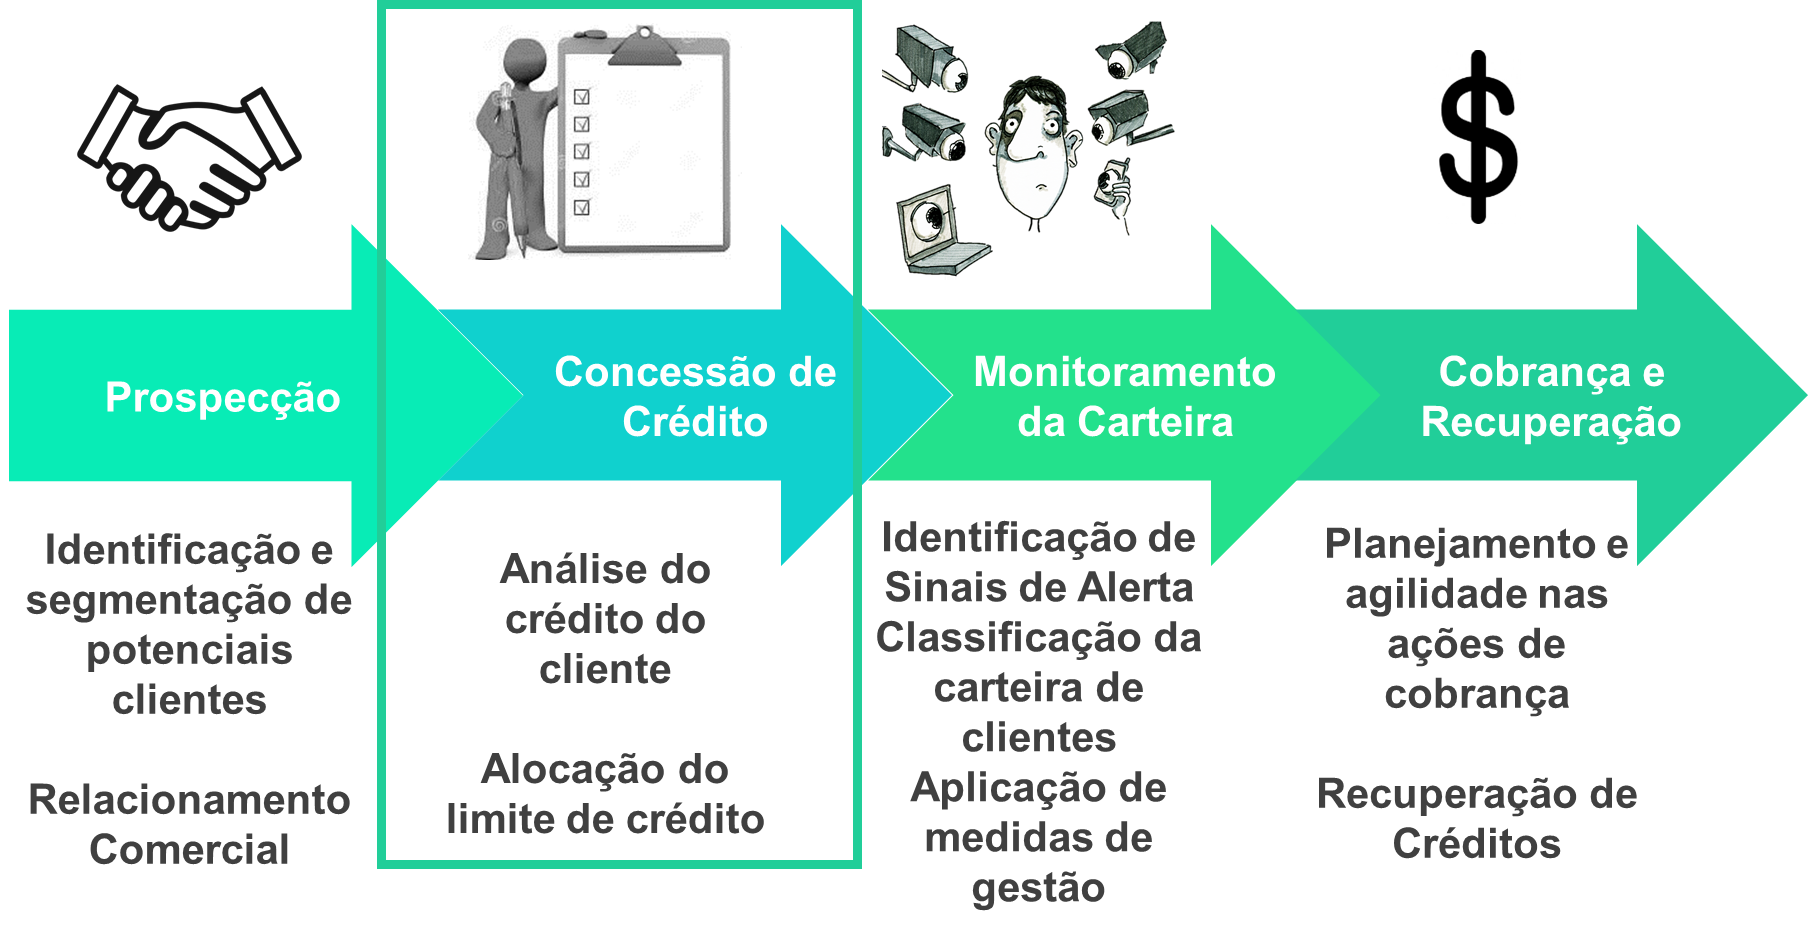 Prospecção
Concessão de
Crédito
Monitoramento
da Carteira
Cobrança e
Recuperação
Identificação e
segmentação de
potenciais
clientes
Relacionamento
Comercial
Análise do
crédito do
cliente
Alocação do
limite de crédito
Identificação de
Sinais de Alerta
Classificação da
carteira de
clientes
Aplicação de
medidas de
gestão
Planejamento e
agilidade nas
ações de
cobrança
Recuperação de
Créditos